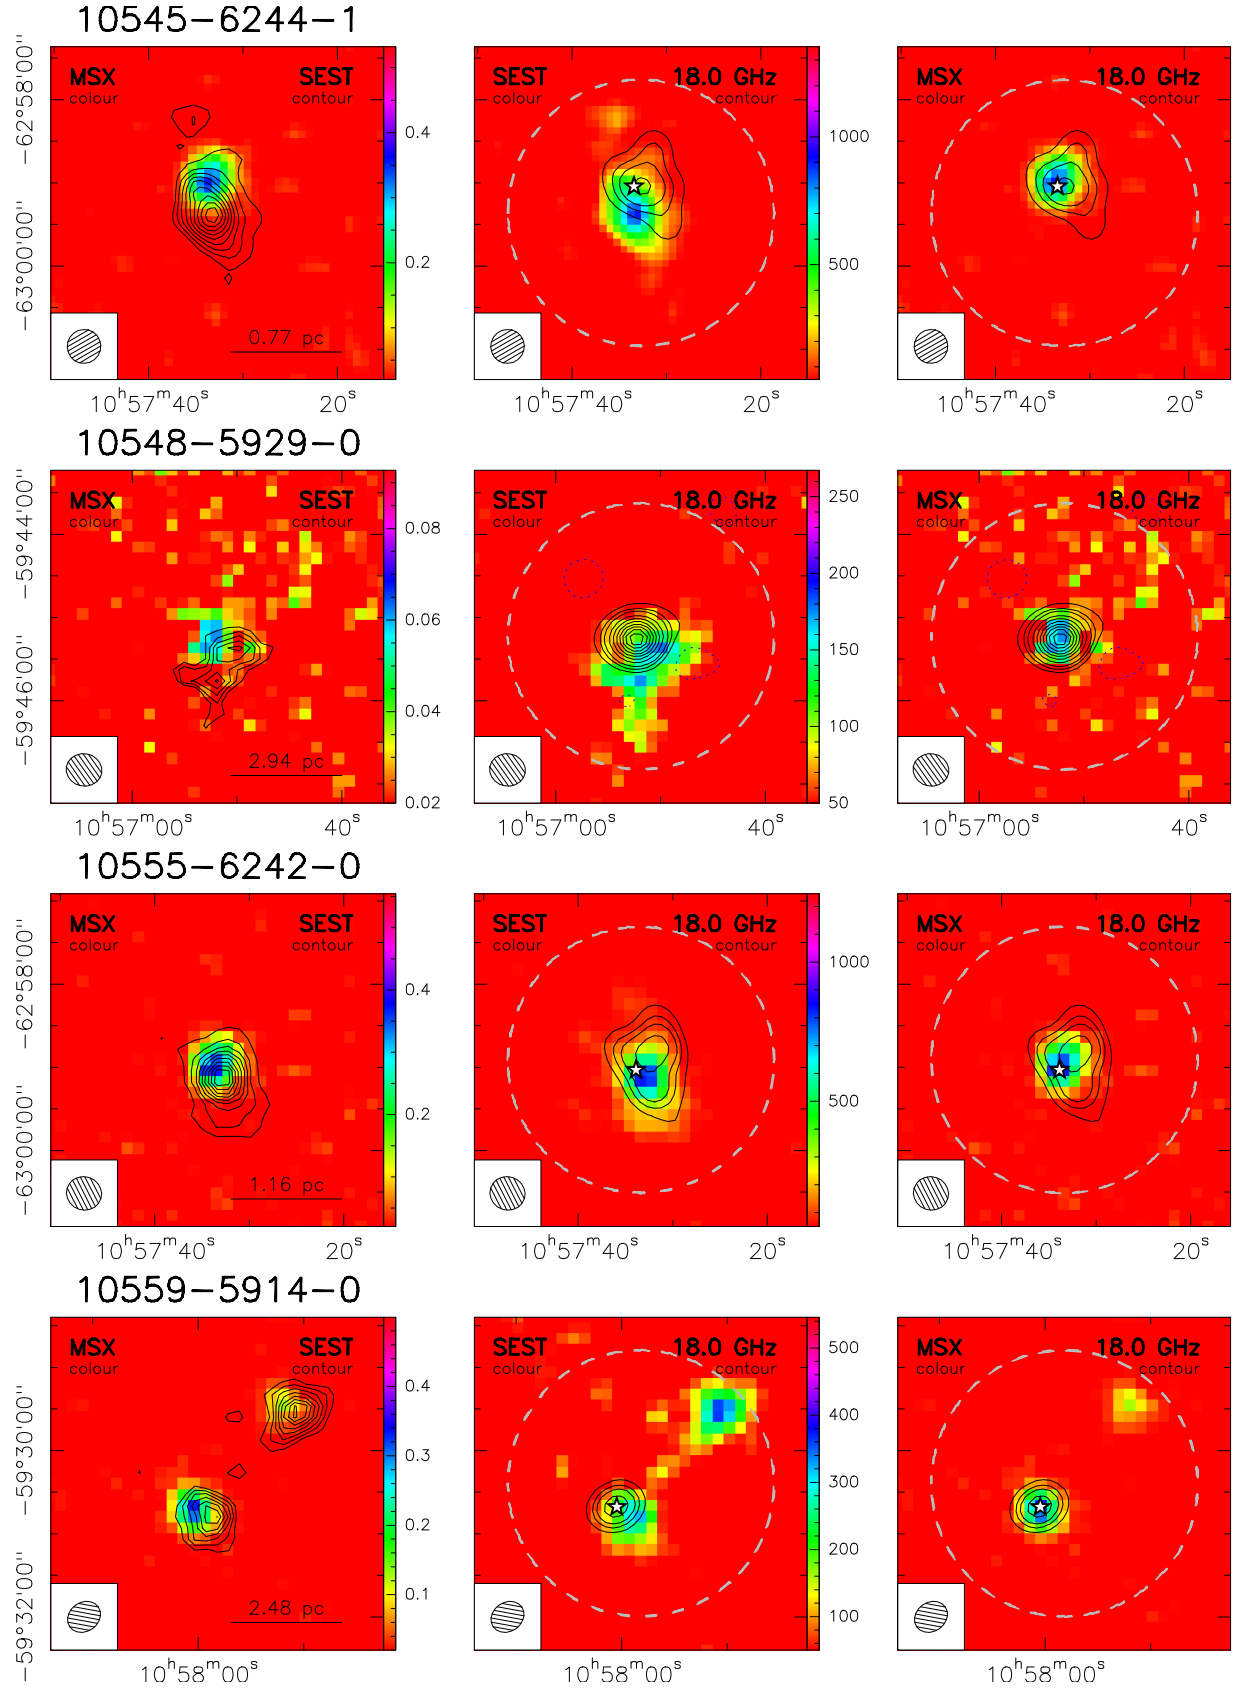 10545−6244−1
MSX SEST
colour contour
SEST 18.0 GHz
colour contour
MSX 18.0 GHz
colour contour
−62°58'00''
−63°00'00''
0.4
0.2
1000
500
0.77 pc
10h57m40s 20s
10h57m40s 20s
10h57m40s 20s
10548−5929−0
MSX SEST
colour contour
SEST 18.0 GHz
colour contour
MSX 18.0 GHz
colour contour
−59°44'00''
−59°46'00''
0.08
0.06
0.04
0.02
250
200
150
100
50
2.94 pc
10h57m00s 40s
10h57m00s 40s
10h57m00s 40s
10555−6242−0
MSX SEST
colour contour
SEST 18.0 GHz
colour contour
MSX 18.0 GHz
colour contour
−62°58'00''
−63°00'00''
0.4
0.2
1000
500
1.16 pc
10h57m40s 20s
10h57m40s 20s
10h57m40s 20s
10559−5914−0
MSX SEST
colour contour
SEST 18.0 GHz
colour contour
MSX 18.0 GHz
colour contour
−59°30'00''
−59°32'00''
0.4
0.3
0.2
0.1
500
400
300
200
100
2.48 pc
10h58m00s
10h58m00s
10h58m00s